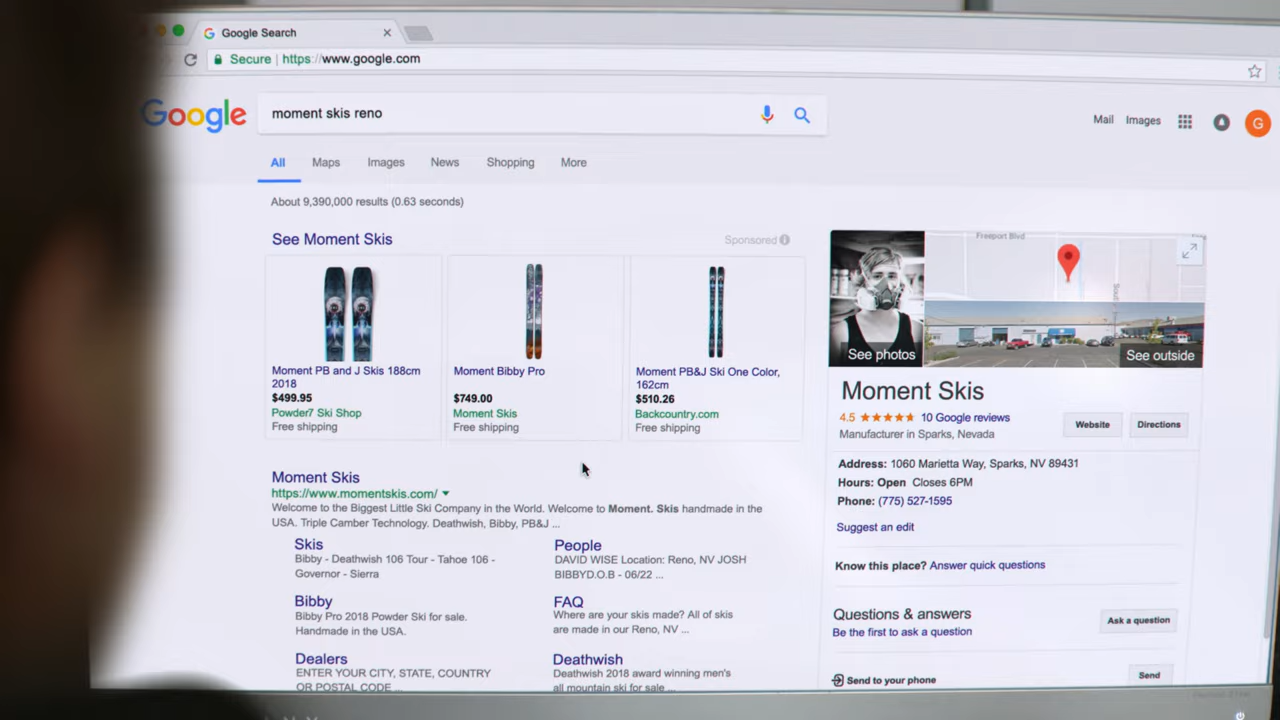 Google Search
Secure | https://www.google.com
Google
moment skis reno
Mail Images G
All Maps Images News Shopping More
About 9,390,000 results (0.63 seconds)
See Moment Skis
Sponsored
Moment PB and J Skis 188cm
2018
$499.95
Powder7 Ski Shop
Free shipping
Moment Bibby Pro
$749.00
Moment Skis
Free shipping
Moment PB&J Ski One Color,
162cm
$510.26
Backcountry.com
Free shipping
Moment Skis
https://www.momentskis.com/
Welcome to the Biggest Little Ski Company in the World. Welcome to Moment. Skis handmade in the
USA. Triple Camber Technology. Deathwish, Bibby, PB&J ...
Skis
Bibby - Deathwish 106 Tour - Tahoe 106 -
Governor - Sierra
People
DAVID WISE Location: Reno, NV JOSH
BIBBYD.O.B - 06/22 ...
Bibby
Bibby Pro 2018 Powder Ski for sale.
Handmade in the USA.
FAQ
Where are your skis made? All of skis
are made in our Reno, NV ...
Dealers
ENTER YOUR CITY, STATE, COUNTRY
OR POSTAL CODE ...
Deathwish
Deathwish 2018 award winning men's
all mountain ski for sale ...
Freeport Blvd
See photos
See outside
Moment Skis
4.5 10 Google reviews
Manufacturer in Sparks, Nevada
Website
Directions
Address: 1060 Marietta Way, Sparks, NV 89431
Hours: Open Closes 6PM
Phone: (775) 527-1595
Suggest an edit
Know this place? Answer quick questions
Questions & answers
Be the first to ask a question
Ask a question
Send to your phone
Send